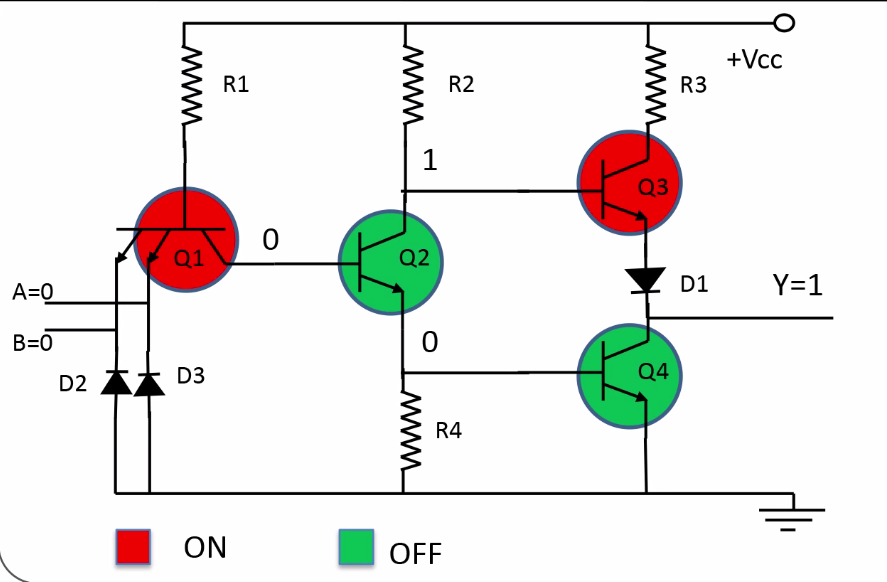 +Vcc
R1
R2
R3
1
Q3
Q1
0
Q2
A=0
D1
Y=1
B=0
0
D2
D3
Q4
R4
ON
OFF